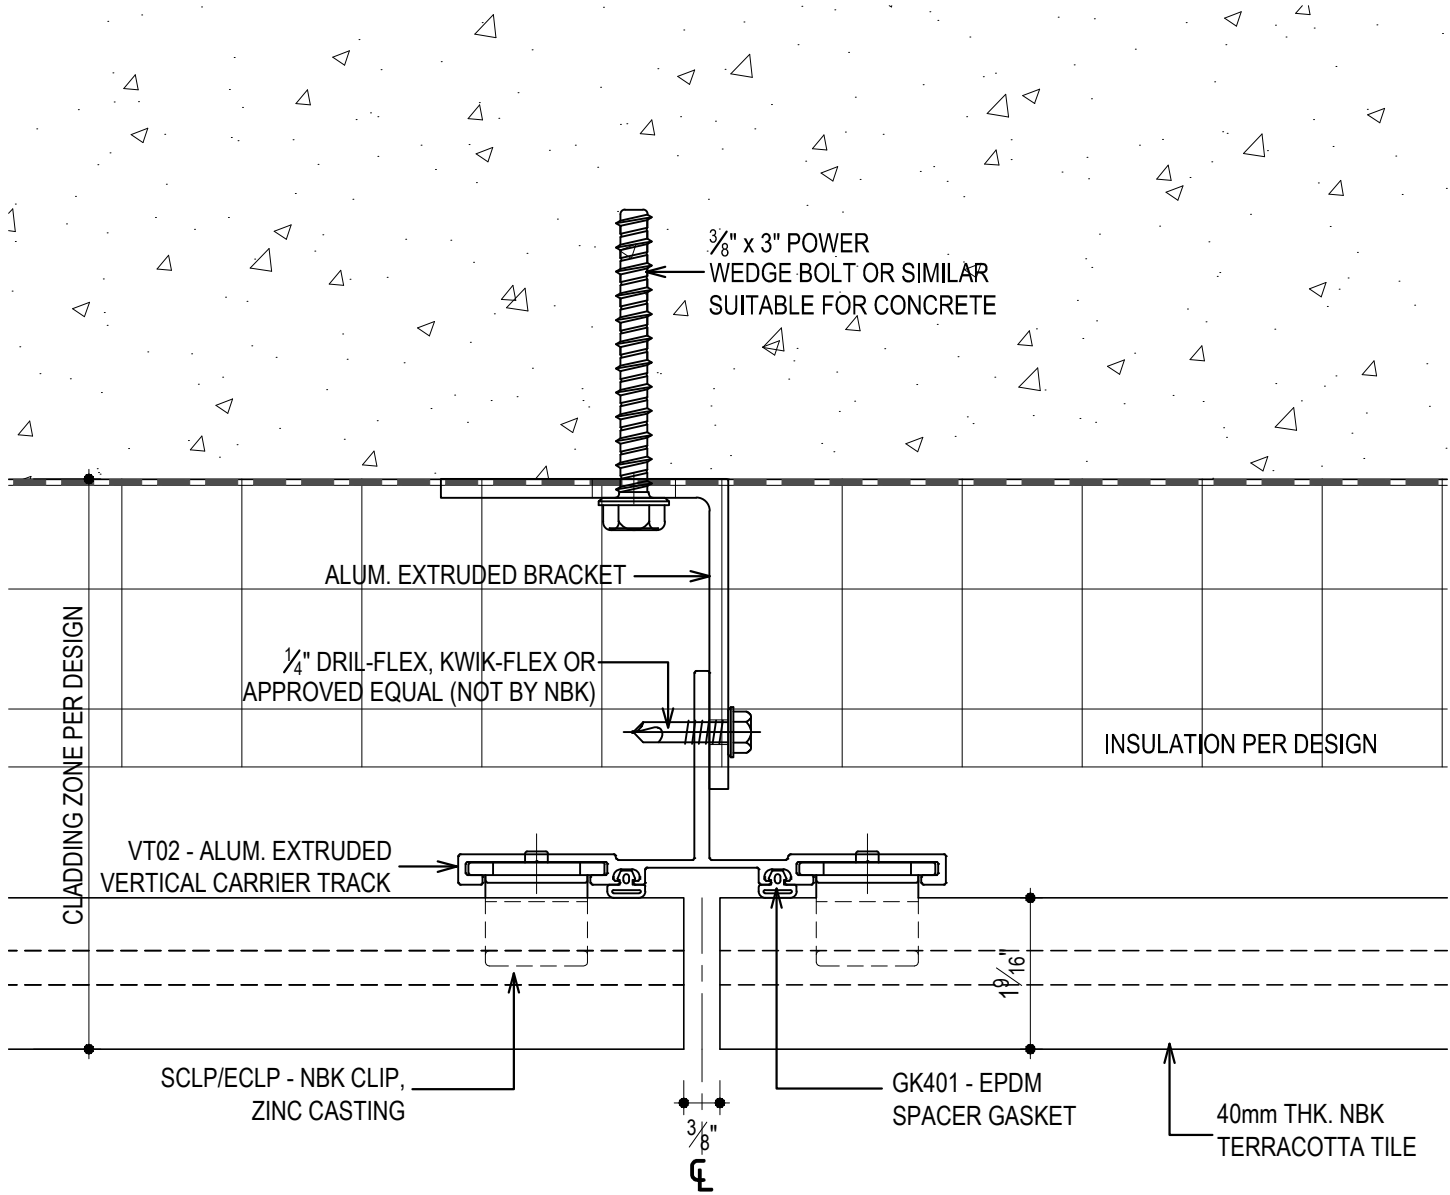 3/8" x 3" POWER
WEDGE BOLT OR SIMILAR
SUITABLE FOR CONCRETE
ALUM. EXTRUDED BRACKET
1/4" DRIL-FLEX, KWIK-FLEX OR
APPROVED EQUAL (NOT BY NBK)
INSULATION PER DESIGN
CLADDING ZONE PER DESIGN
VT02 - ALUM. EXTRUDED
VERTICAL CARRIER TRACK
1 9/16"
SCLP/ECLP - NBK CLIP,
ZINC CASTING
GK401 - EPDM
SPACER GASKET
40mm THK. NBK
TERRACOTTA TILE
3/8"
℄